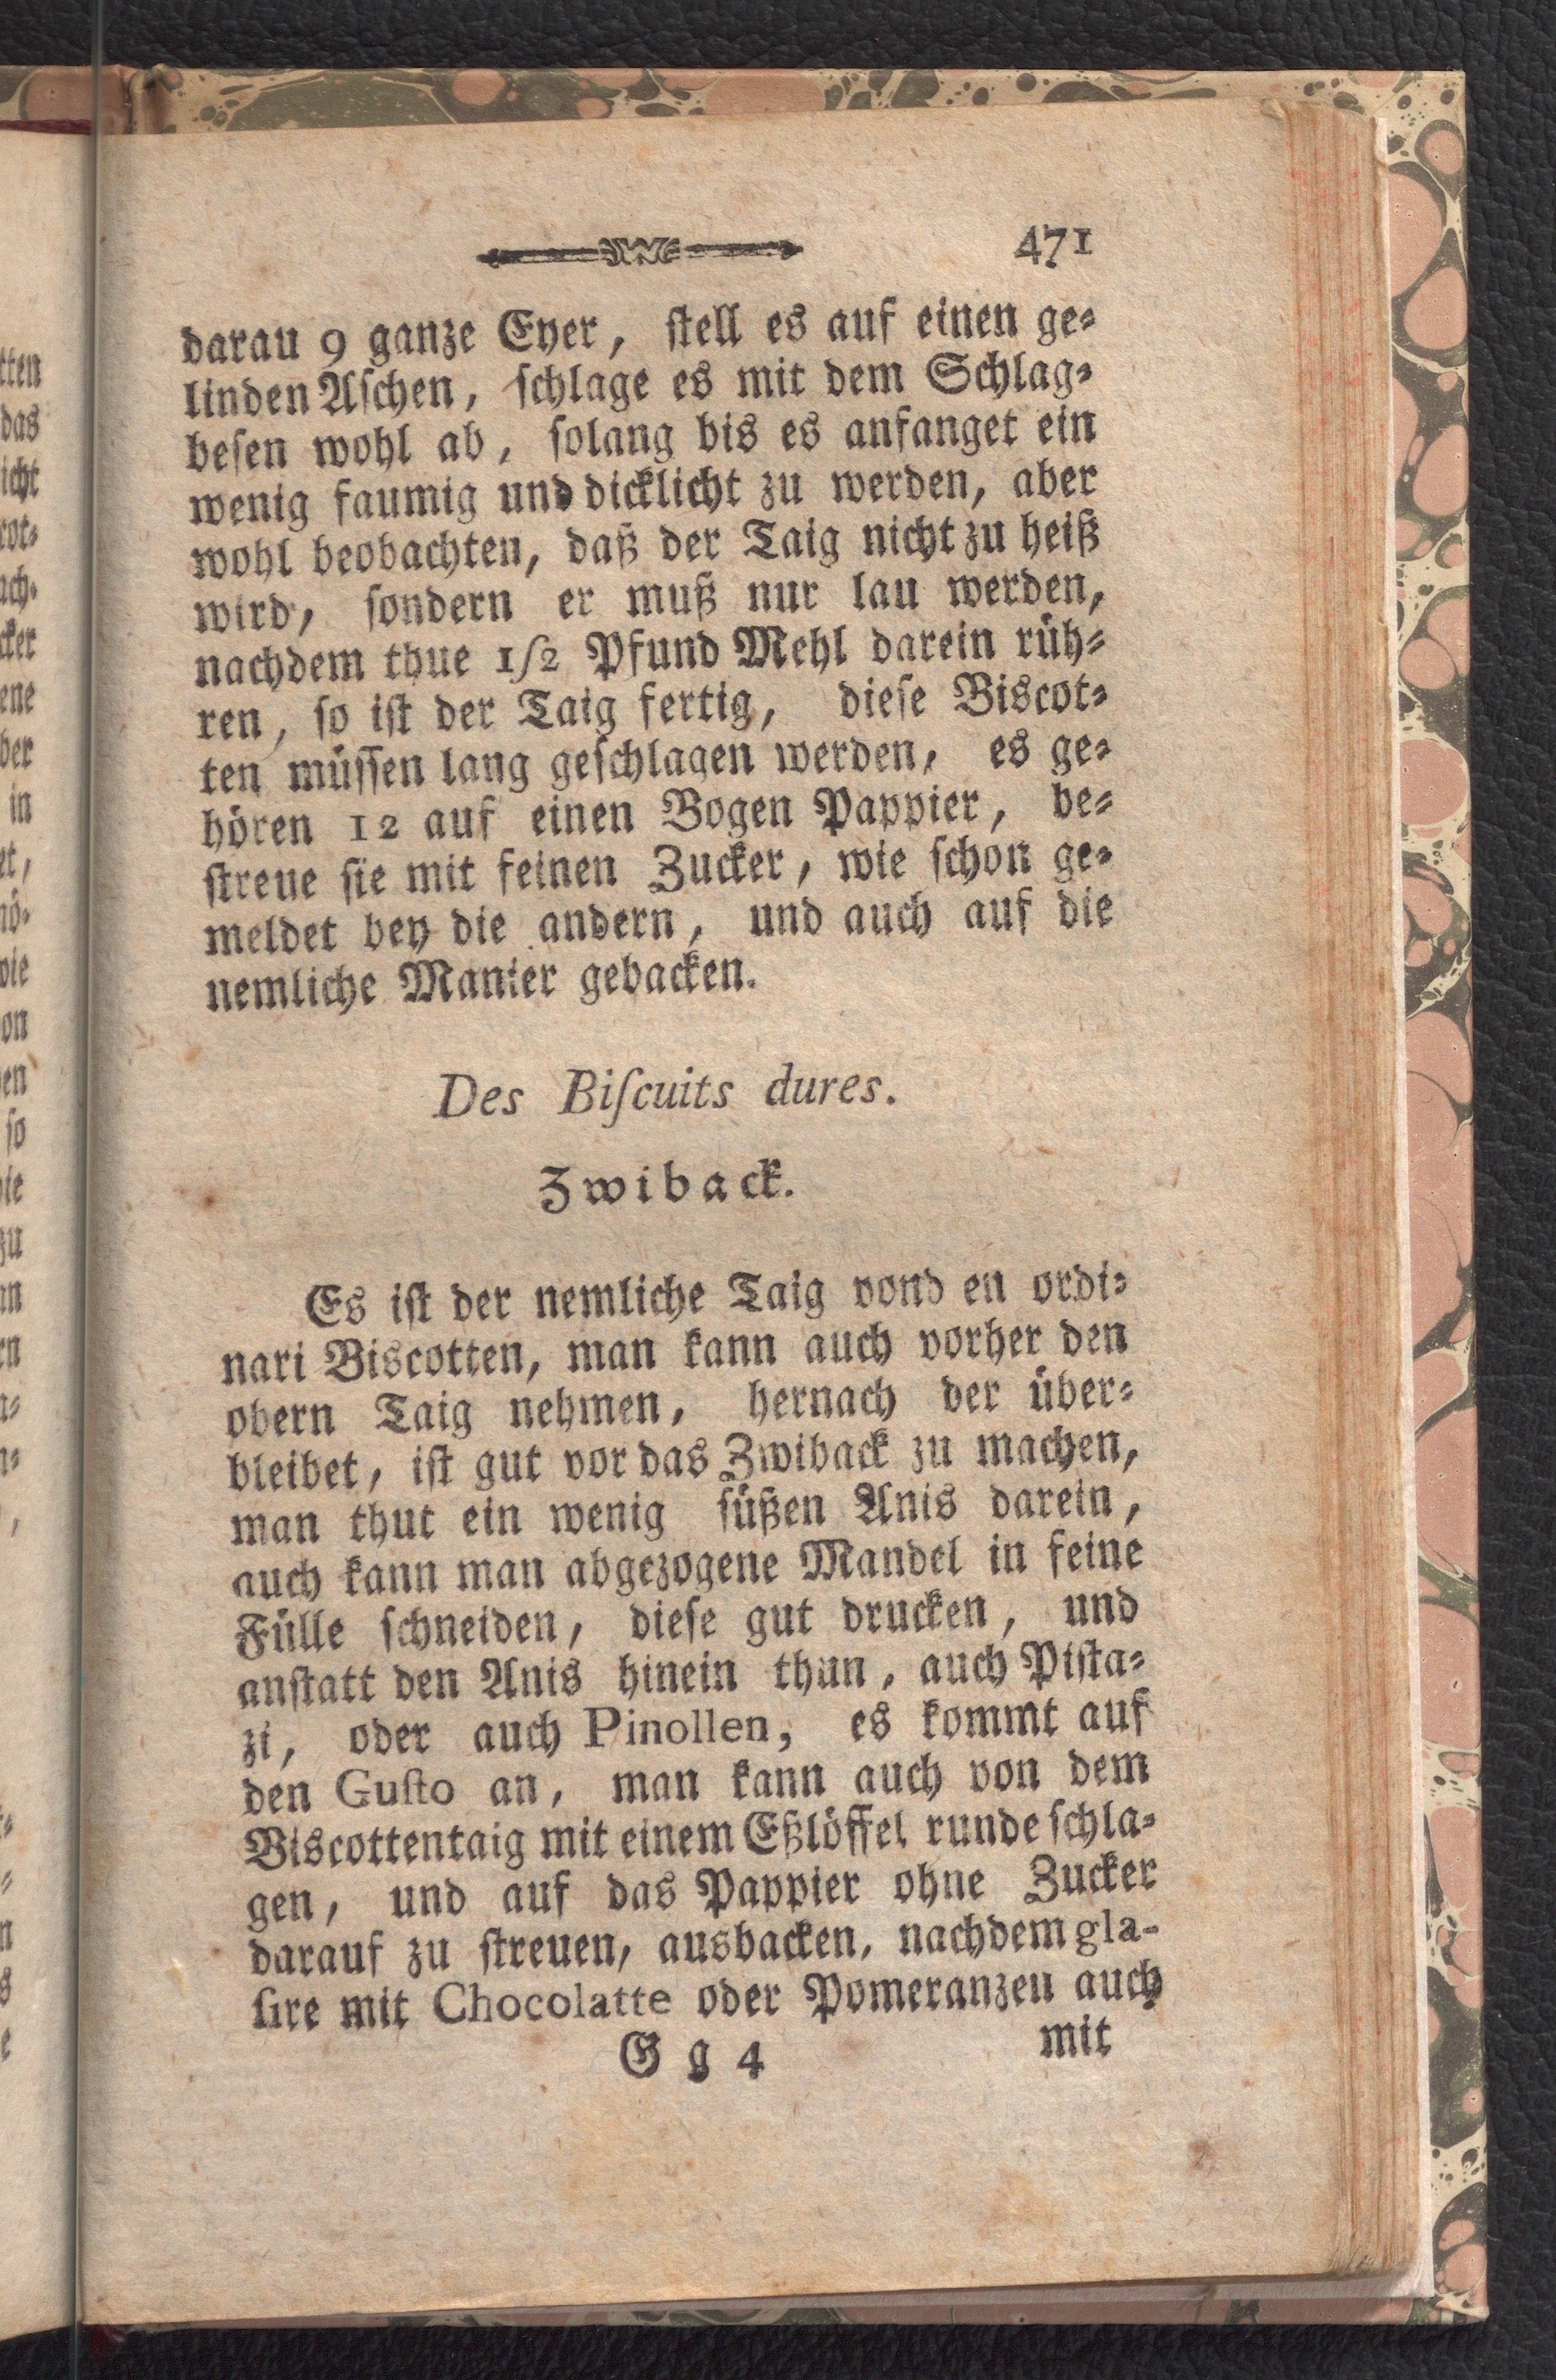 471
darau 9 ganze Eyer, ſtell es auf einen ge-
linden Aſchen, ſchlage es mit dem Schlag-
beſen wohl ab, ſolang bis es anfanget ein
wenig faumig und dicklicht zu werden, aber
wohl beobachten, daß der Taig nicht zu heiß
wird, ſondern er muß nur lau werden,
nachdem thue 1ſ2 Pfund Mehl darein rüh-
ren, ſo iſt der Taig fertig, dieſe Biscot-
ten müſſen lang geſchlagen werden, es ge-
hören 12 auf einen Bogen Pappier, be-
ſtreue ſie mit feinen Zucker, wie ſchon ge-
meldet bey die andern, und auch auf die
nemliche Manier gebacken.
Des Biſcuits dures.
Zwiback.
Es iſt der nemliche Taig vond en ordi-
nari Biscotten, man kann auch vorher den
obern Taig nehmen, hernach der über-
bleibet, iſt gut vor das Zwiback zu machen,
man thut ein wenig ſüßen Anis darein,
auch kann man abgezogene Mandel in feine
Fülle ſchneiden, dieſe gut drucken, und
anſtatt den Anis hinein thun, auch Piſta-
zi, oder auch Pinollen, es kommt auf
den Guſto an, man kann auch von dem
Biscottentaig mit einem Eßlöffel runde ſchla-
gen, und auf das Pappier ohne Zucker
darauf zu ſtreuen, ausbacken, nachdem gla-
ſire mit Chocolatte oder Pomeranzen auch
G g 4 mit